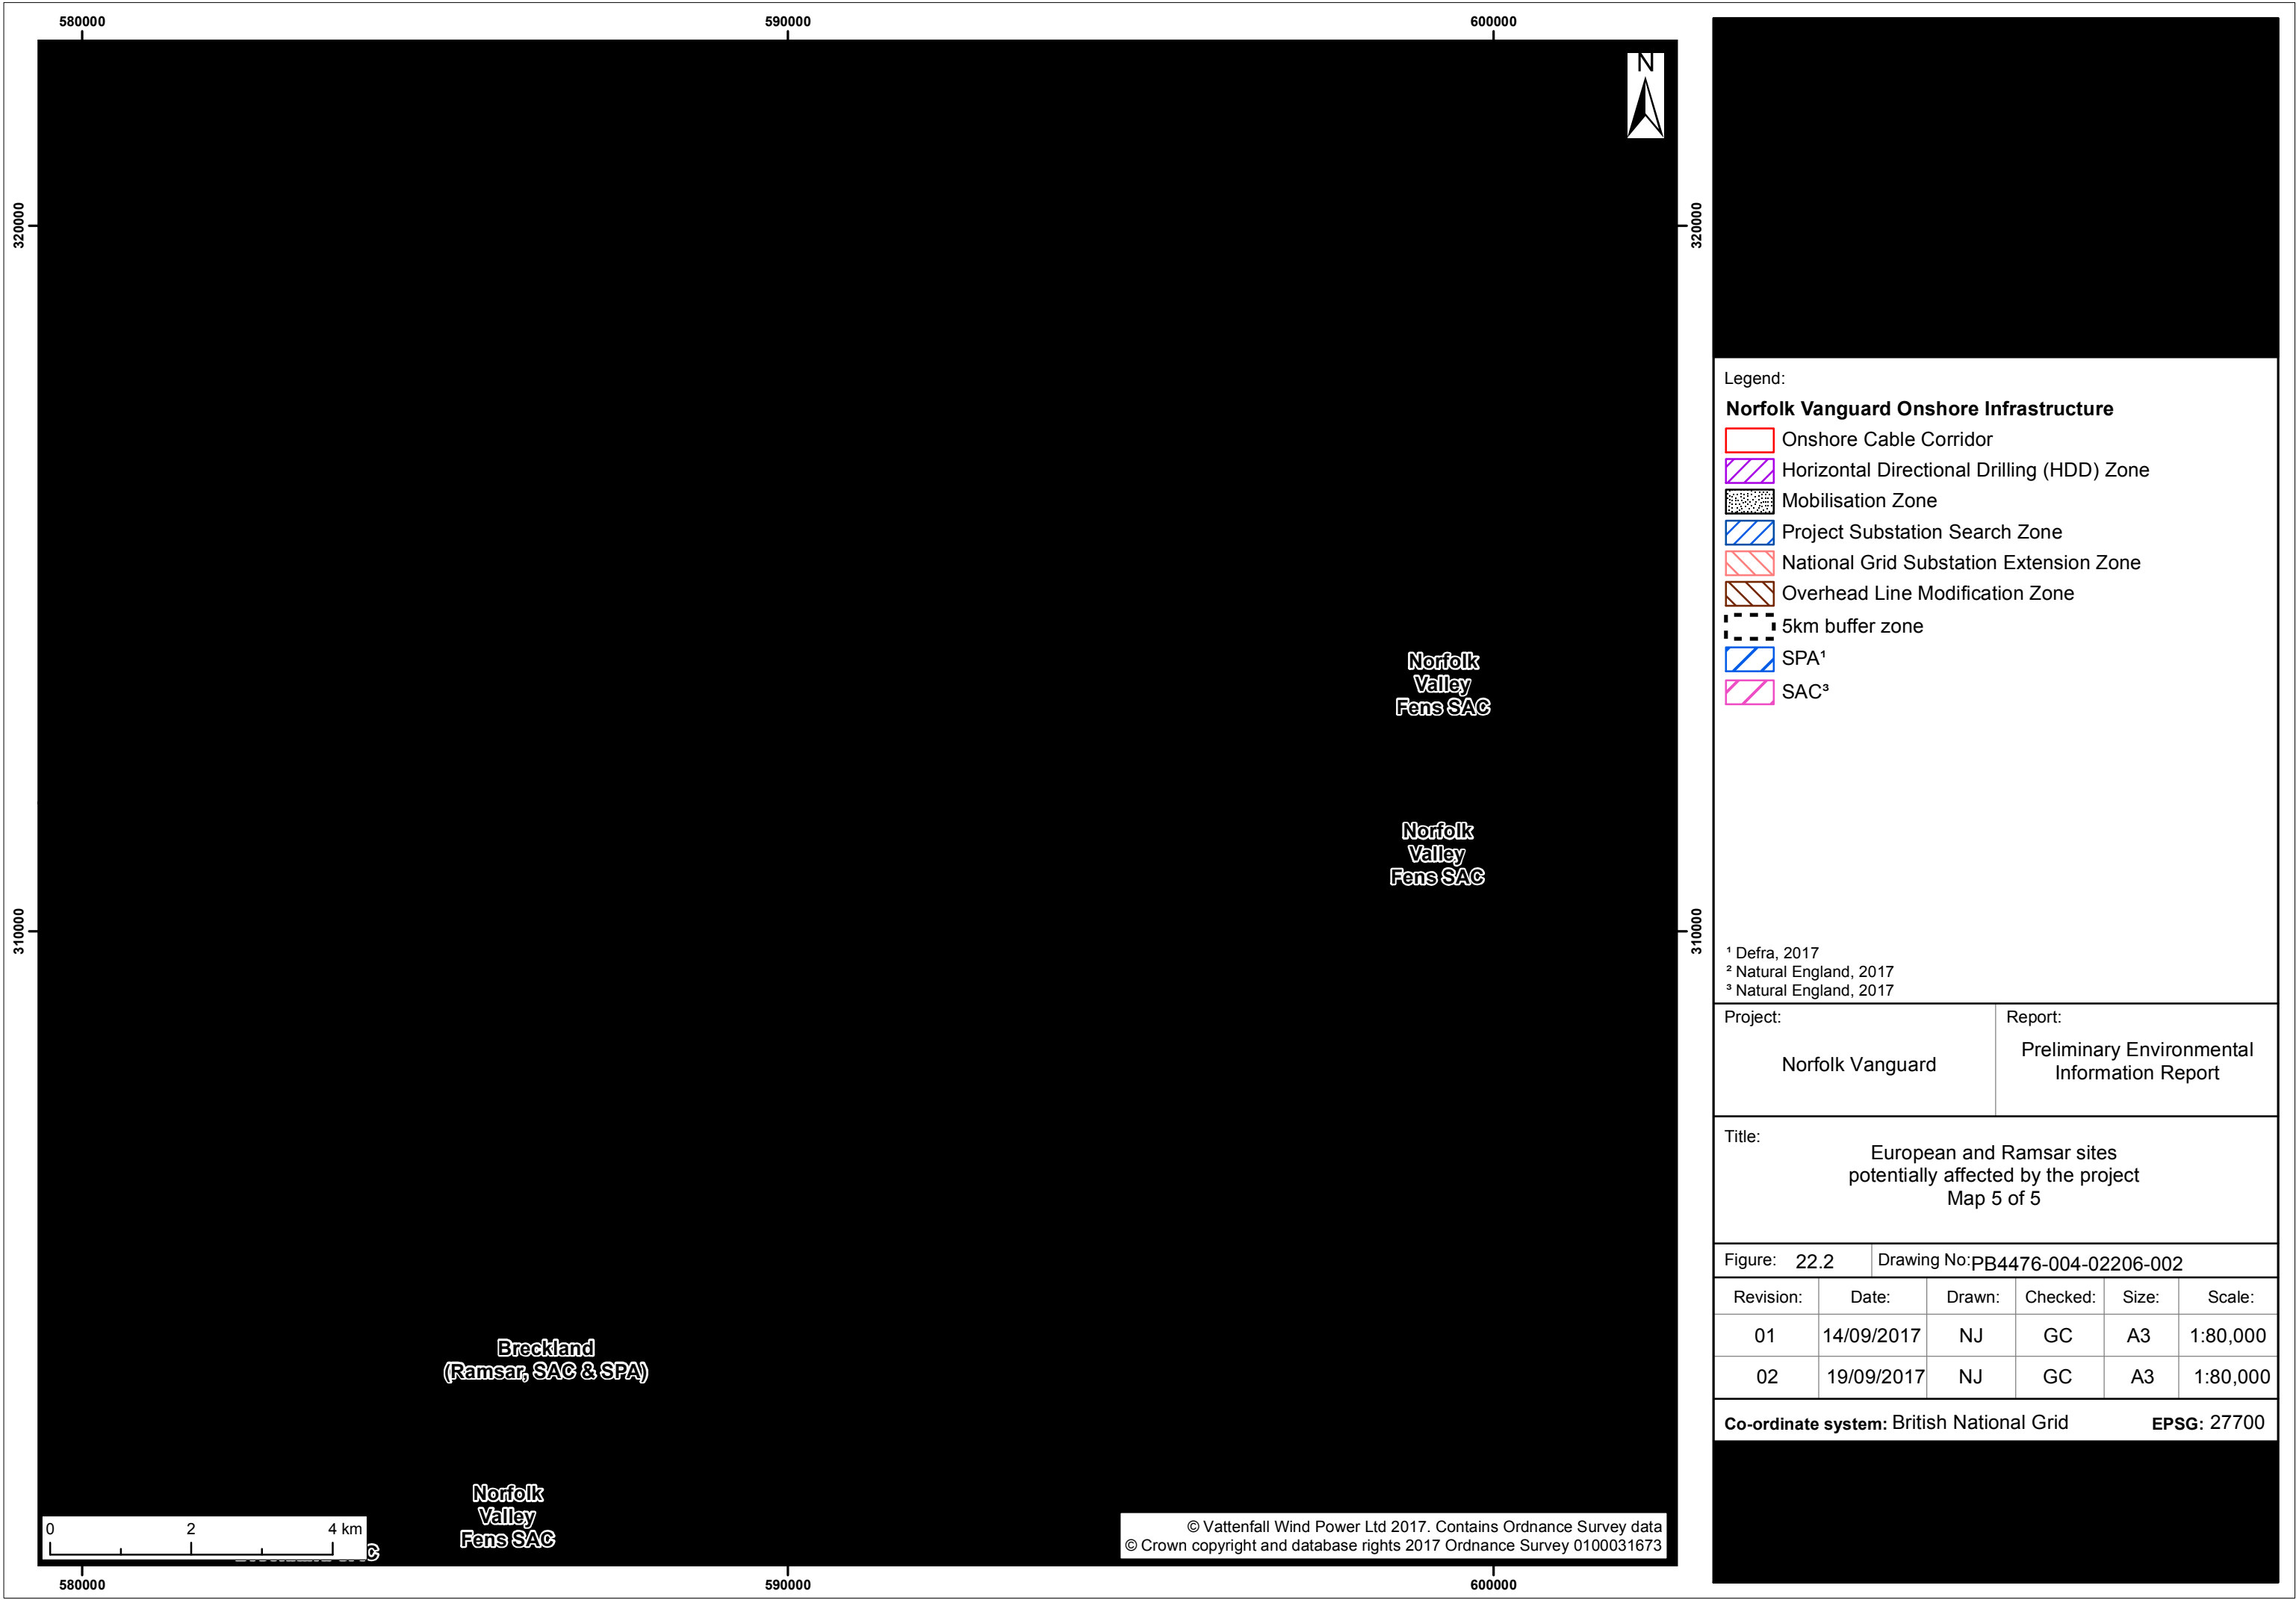 580000
590000
600000
N
320000
320000
Norfolk
Valley
Fens SAC
Norfolk
Valley
Fens SAC
310000
310000
Breckland
(Ramsar, SAC & SPA)
Norfolk
Valley
Fens SAC
0 2 4 km
© Vattenfall Wind Power Ltd 2017. Contains Ordnance Survey data
© Crown copyright and database rights 2017 Ordnance Survey 0100031673
580000
590000
600000
Legend:
Norfolk Vanguard Onshore Infrastructure
Onshore Cable Corridor
Horizontal Directional Drilling (HDD) Zone
Mobilisation Zone
Project Substation Search Zone
National Grid Substation Extension Zone
Overhead Line Modification Zone
5km buffer zone
SPA¹
SAC³
¹ Defra, 2017
² Natural England, 2017
³ Natural England, 2017
Project:
Norfolk Vanguard
Report:
Preliminary Environmental
Information Report
Title:
European and Ramsar sites
potentially affected by the project
Map 5 of 5
Figure: 22.2 Drawing No: PB4476-004-02206-002
Revision: Date: Drawn: Checked: Size: Scale:
01 14/09/2017 NJ GC A3 1:80,000
02 19/09/2017 NJ GC A3 1:80,000
Co-ordinate system: British National Grid EPSG: 27700